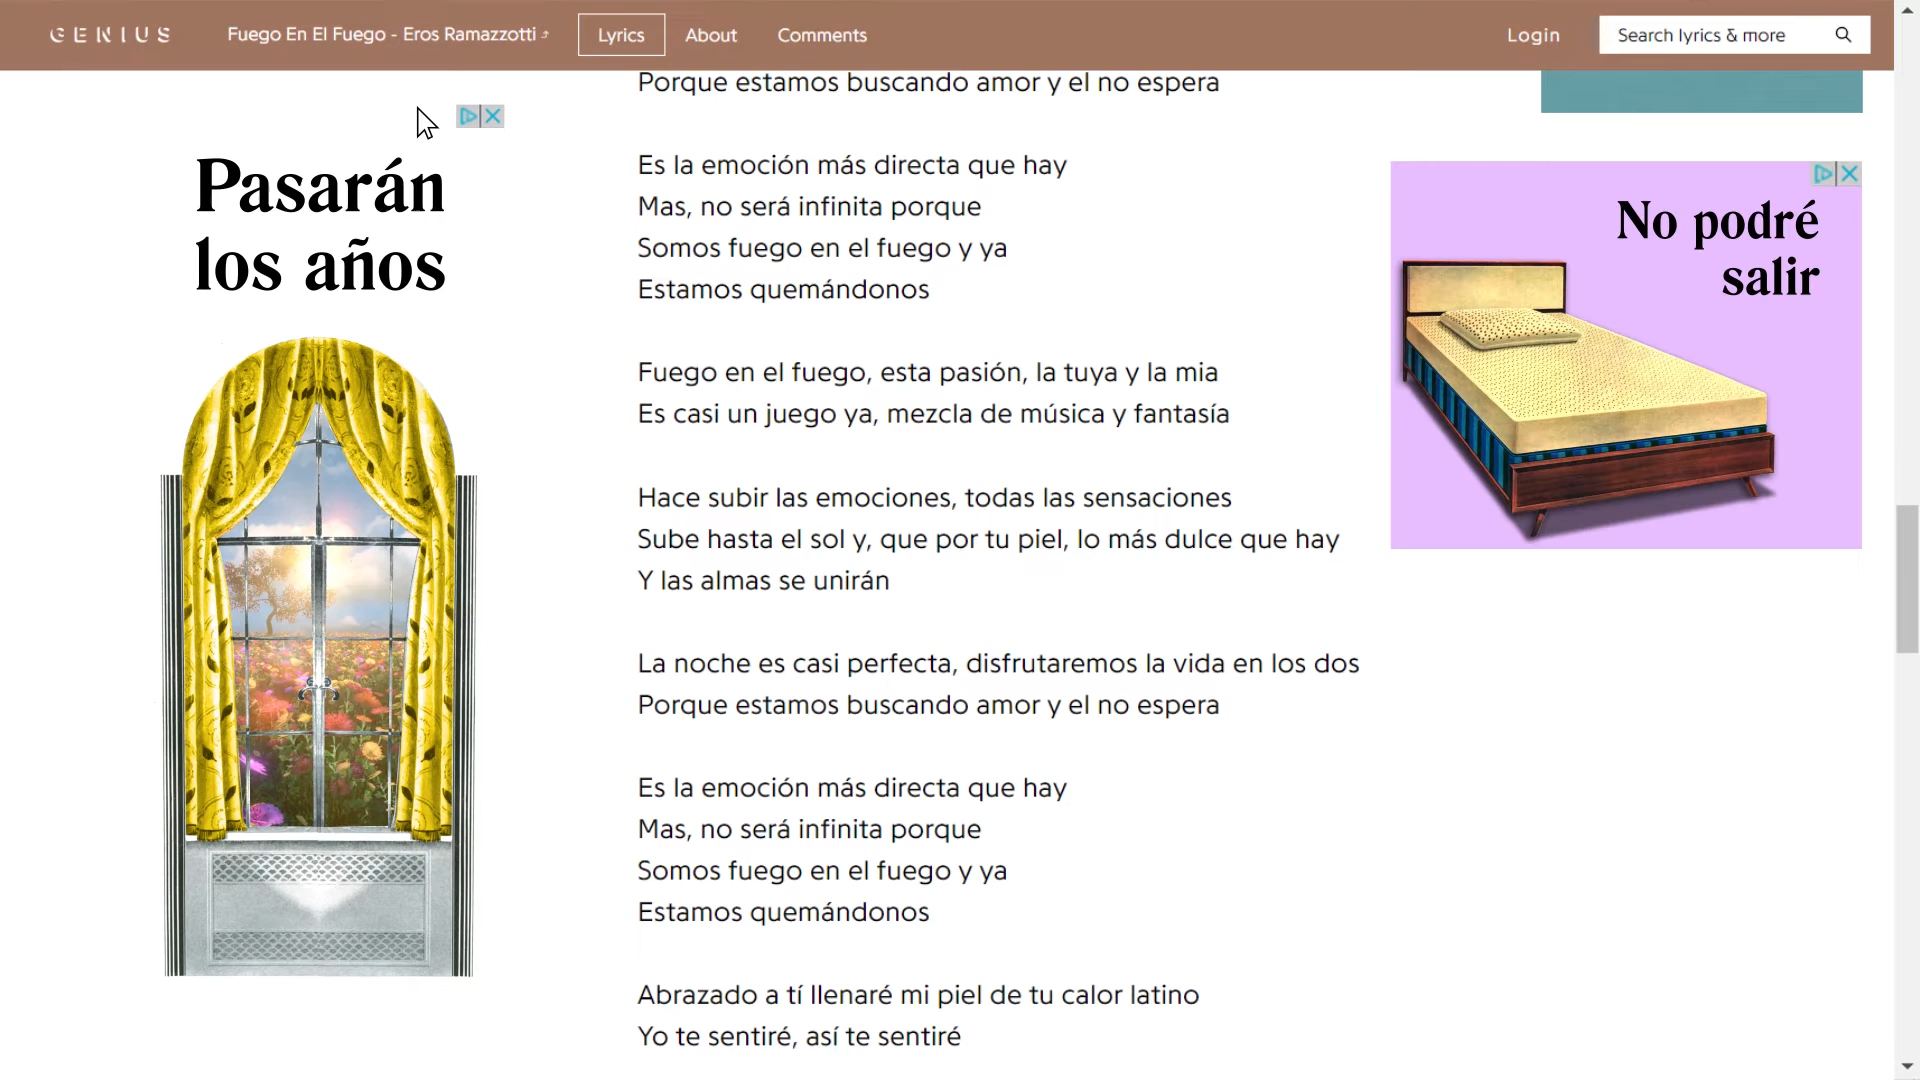 GENIUS
Fuego En El Fuego - Eros Ramazzotti
Lyrics
About
Comments
Login
Search lyrics & more
Pasarán
los años
Porque estamos buscando amor y el no espera
Es la emoción más directa que hay
Mas, no será infinita porque
Somos fuego en el fuego y ya
Estamos quemándonos
Fuego en el fuego, esta pasión, la tuya y la mia
Es casi un juego ya, mezcla de música y fantasía
Hace subir las emociones, todas las sensaciones
Sube hasta el sol y, que por tu piel, lo más dulce que hay
Y las almas se unirán
La noche es casi perfecta, disfrutaremos la vida en los dos
Porque estamos buscando amor y el no espera
Es la emoción más directa que hay
Mas, no será infinita porque
Somos fuego en el fuego y ya
Estamos quemándonos
Abrazado a tí llenaré mi piel de tu calor latino
Yo te sentiré, así te sentiré
No podré
salir